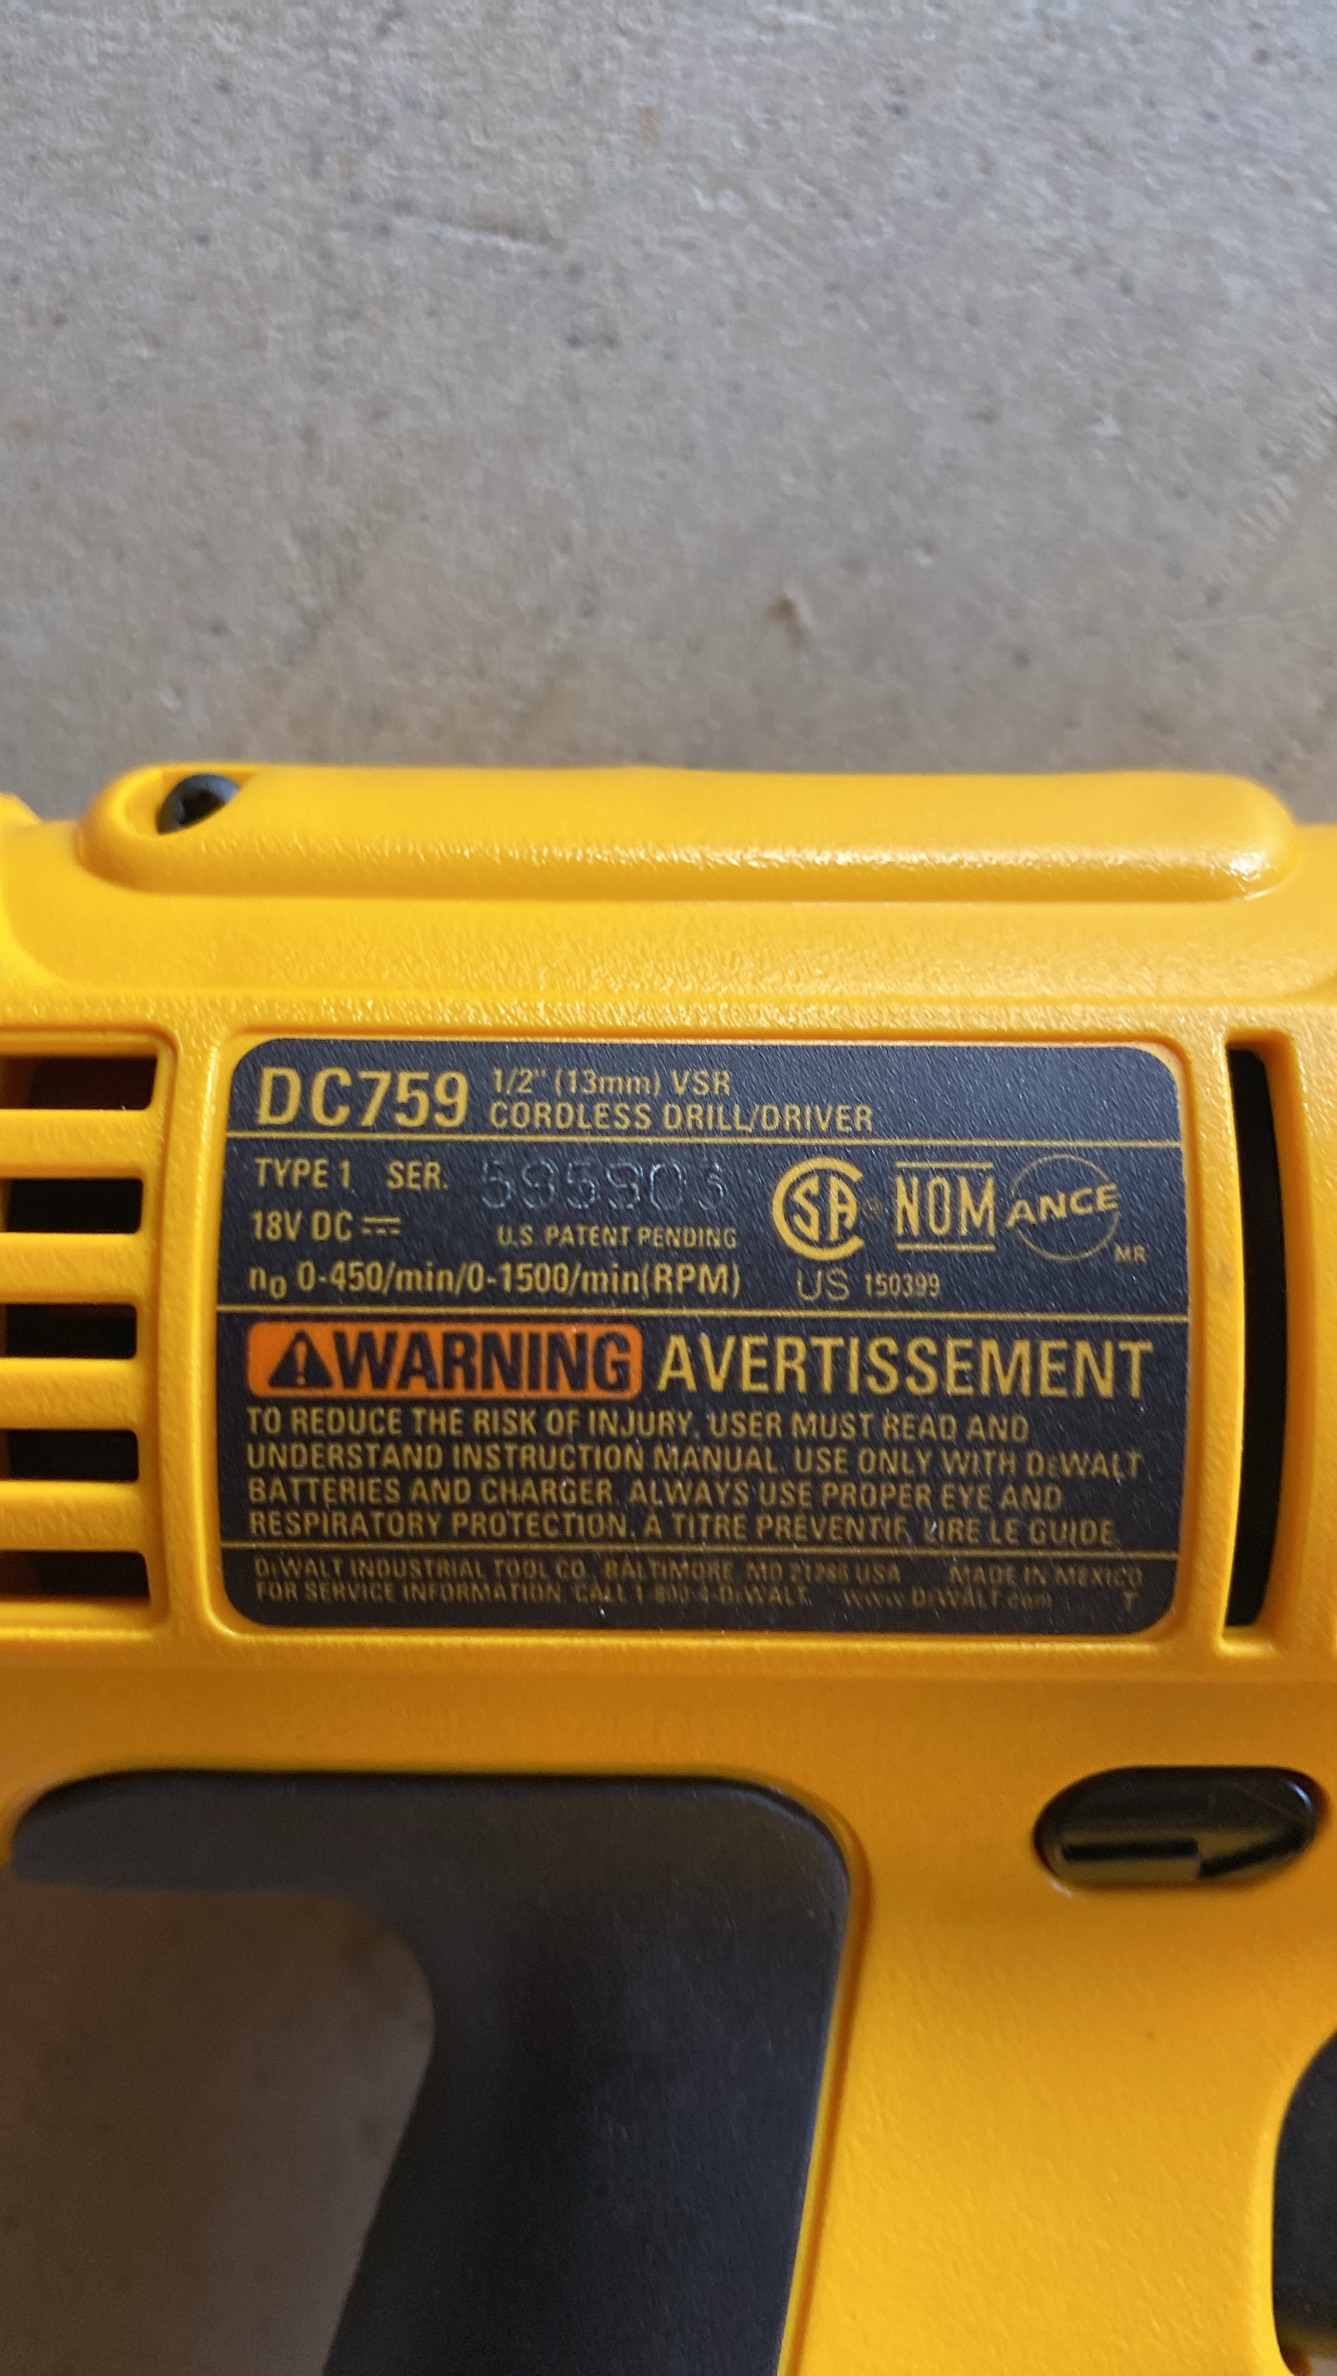 DC759 1/2" (13mm) VSR
CORDLESS DRILL/DRIVER
TYPE 1 SER. 595903
18V DC U.S. PATENT PENDING
n₀ 0-450/min/0-1500/min(RPM)
SA NOM ANCE MR
US 150399
WARNING AVERTISSEMENT
TO REDUCE THE RISK OF INJURY, USER MUST READ AND
UNDERSTAND INSTRUCTION MANUAL. USE ONLY WITH DEWALT
BATTERIES AND CHARGER. ALWAYS USE PROPER EYE AND
RESPIRATORY PROTECTION. À TITRE PRÉVENTIF, LIRE LE GUIDE.
DEWALT INDUSTRIAL TOOL CO., BALTIMORE, MD 21286 USA MADE IN MEXICO
FOR SERVICE INFORMATION, CALL 1-800-4-DEWALT www.DEWALT.com T